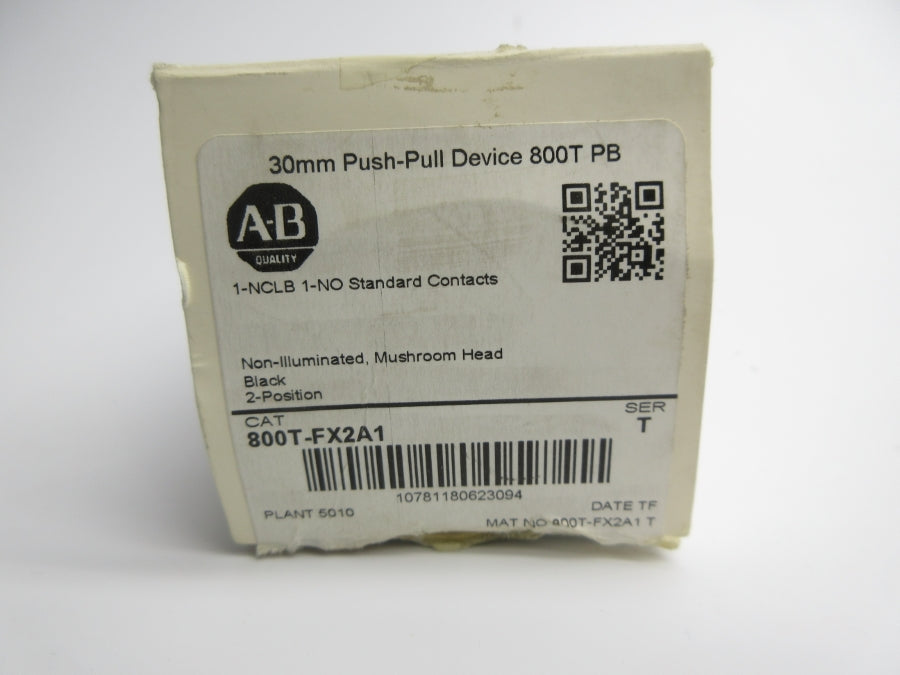 30mm Push-Pull Device 800T PB
A-B
QUALITY
1-NCLB 1-NO Standard Contacts
Non-Illuminated, Mushroom Head
Black
2-Position
CAT
800T-FX2A1
SER
T
10781180623094
PLANT 5010
DATE TF
MAT NO 800T-FX2A1 T